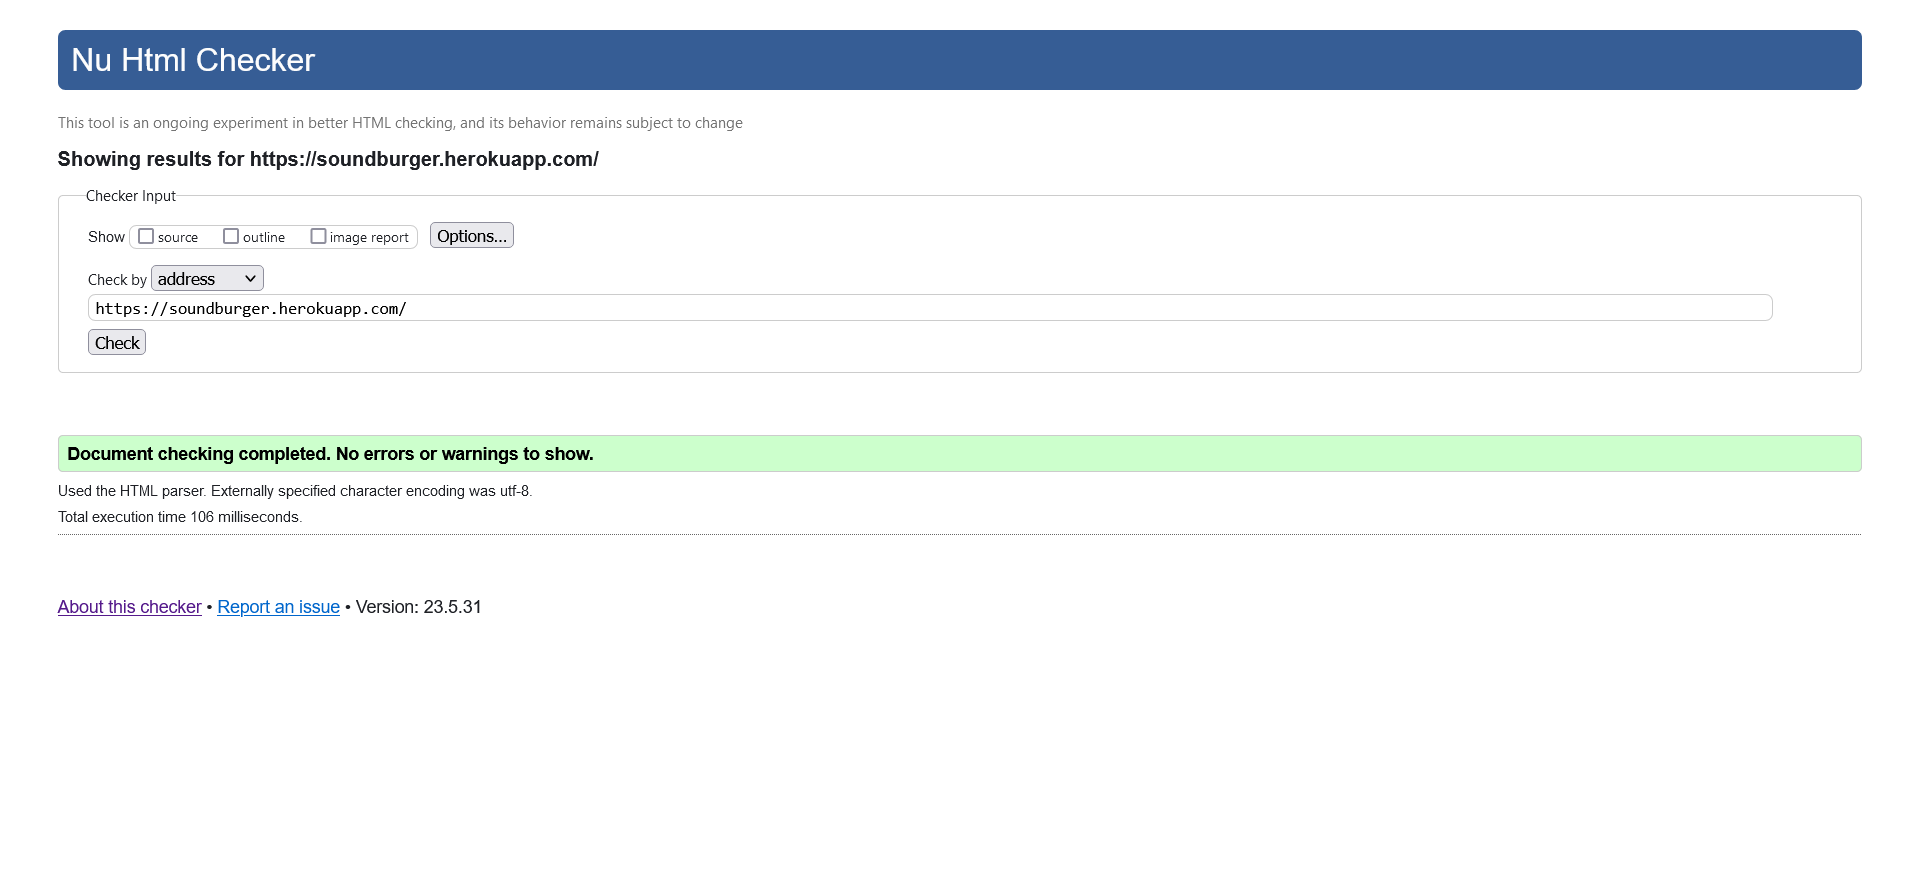 Nu Html Checker
This tool is an ongoing experiment in better HTML checking, and its behavior remains subject to change
Showing results for https://soundburger.herokuapp.com/
Checker Input
Show source outline image report Options...
Check by address
https://soundburger.herokuapp.com/
Check
Document checking completed. No errors or warnings to show.
Used the HTML parser. Externally specified character encoding was utf-8.
Total execution time 106 milliseconds.
About this checker • Report an issue • Version: 23.5.31